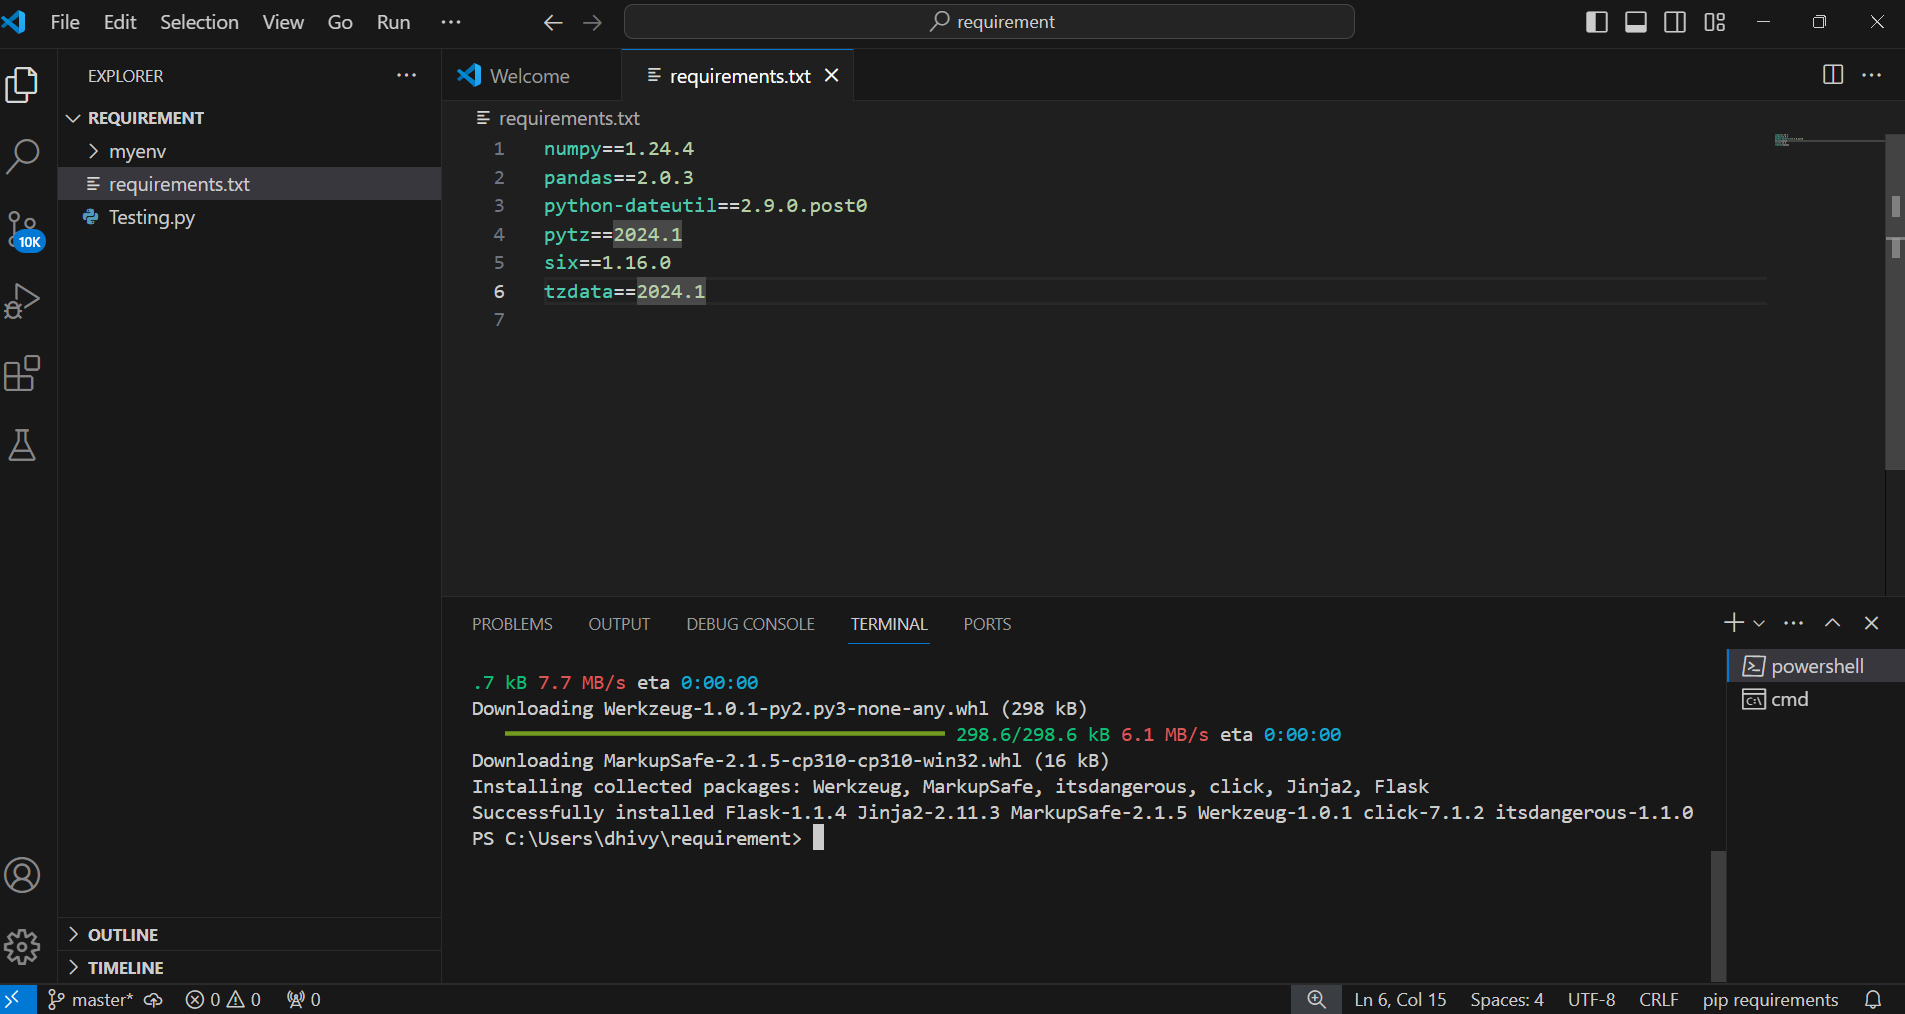 File Edit Selection View Go Run ···
requirement
EXPLORER
REQUIREMENT
myenv
requirements.txt
Testing.py
10K
OUTLINE
TIMELINE
Welcome
requirements.txt
requirements.txt
1 numpy==1.24.4
2 pandas==2.0.3
3 python-dateutil==2.9.0.post0
4 pytz==2024.1
5 six==1.16.0
6 tzdata==2024.1
7
PROBLEMS OUTPUT DEBUG CONSOLE TERMINAL PORTS
.7 kB 7.7 MB/s eta 0:00:00
Downloading Werkzeug-1.0.1-py2.py3-none-any.whl (298 kB)
298.6/298.6 kB 6.1 MB/s eta 0:00:00
Downloading MarkupSafe-2.1.5-cp310-cp310-win32.whl (16 kB)
Installing collected packages: Werkzeug, MarkupSafe, itsdangerous, click, Jinja2, Flask
Successfully installed Flask-1.1.4 Jinja2-2.11.3 MarkupSafe-2.1.5 Werkzeug-1.0.1 click-7.1.2 itsdangerous-1.1.0
PS C:\Users\dhivy\requirement>
powershell
cmd
master* 0 0 0
Ln 6, Col 15 Spaces: 4 UTF-8 CRLF pip requirements